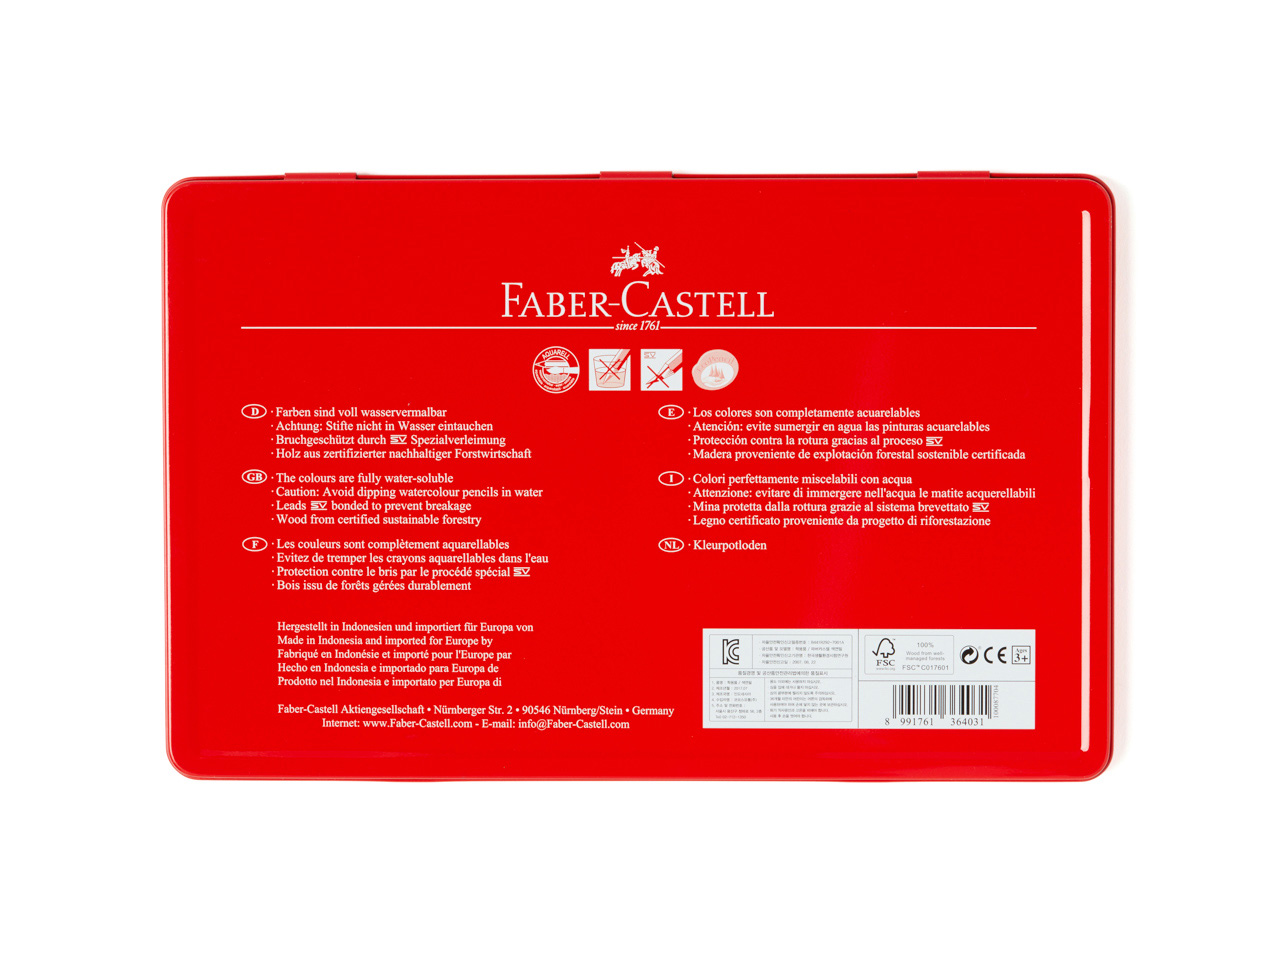 FABER-CASTELL
since 1761
AQUARELL
SV
D · Farben sind voll wasservermalbar
· Achtung: Stifte nicht in Wasser eintauchen
· Bruchgeschützt durch SV Spezialverleimung
· Holz aus zertifizierter nachhaltiger Forstwirtschaft
GB · The colours are fully water-soluble
· Caution: Avoid dipping watercolour pencils in water
· Leads SV bonded to prevent breakage
· Wood from certified sustainable forestry
F · Les couleurs sont complètement aquarellables
· Evitez de tremper les crayons aquarellables dans l'eau
· Protection contre le bris par le procédé spécial SV
· Bois issu de forêts gérées durablement
E · Los colores son completamente acuarelables
· Atención: evite sumergir en agua las pinturas acuarelables
· Protección contra la rotura gracias al proceso SV
· Madera proveniente de explotación forestal sostenible certificada
I · Colori perfettamente miscelabili con acqua
· Attenzione: evitare di immergere nell'acqua le matite acquerellabili
· Mina protetta dalla rottura grazie al sistema brevettato SV
· Legno certificato proveniente da progetto di riforestazione
NL · Kleurpotloden
Hergestellt in Indonesien und importiert für Europa von
Made in Indonesia and imported for Europe by
Fabriqué en Indonésie et importé pour l'Europe par
Hecho en Indonesia e importado para Europa de
Prodotto nel Indonesia e importato per Europa di
Faber-Castell Aktiengesellschaft • Nürnberger Str. 2 • 90546 Nürnberg/Stein • Germany
Internet: www.Faber-Castell.com - E-mail: info@Faber-Castell.com
FSC
100%
Wood from well-
managed forests
FSC™ C017601
CE
Ages
3+
8 991761 364031
100087704